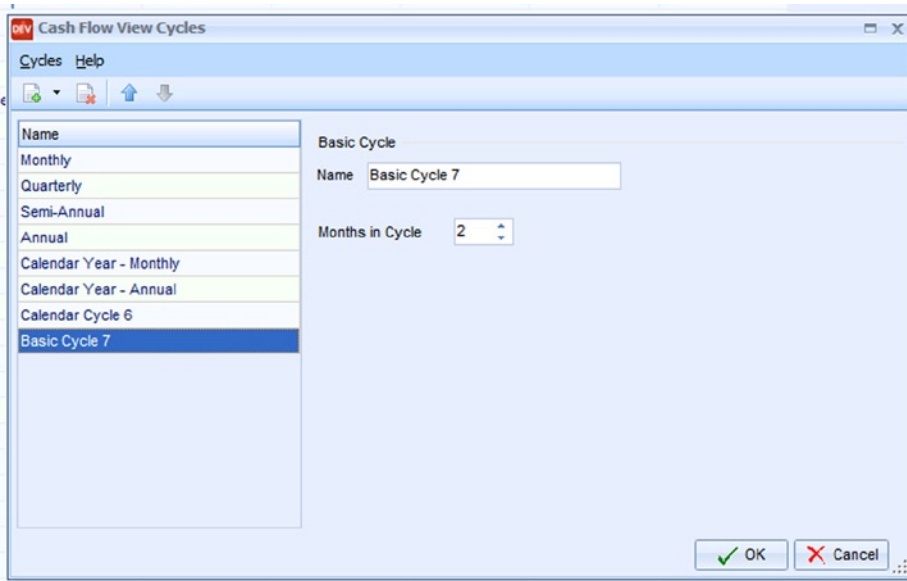 DEV Cash Flow View Cycles
Cycles Help
Name
Monthly
Quarterly
Semi-Annual
Annual
Calendar Year - Monthly
Calendar Year - Annual
Calendar Cycle 6
Basic Cycle 7
Basic Cycle
Name Basic Cycle 7
Months in Cycle 2
OK Cancel